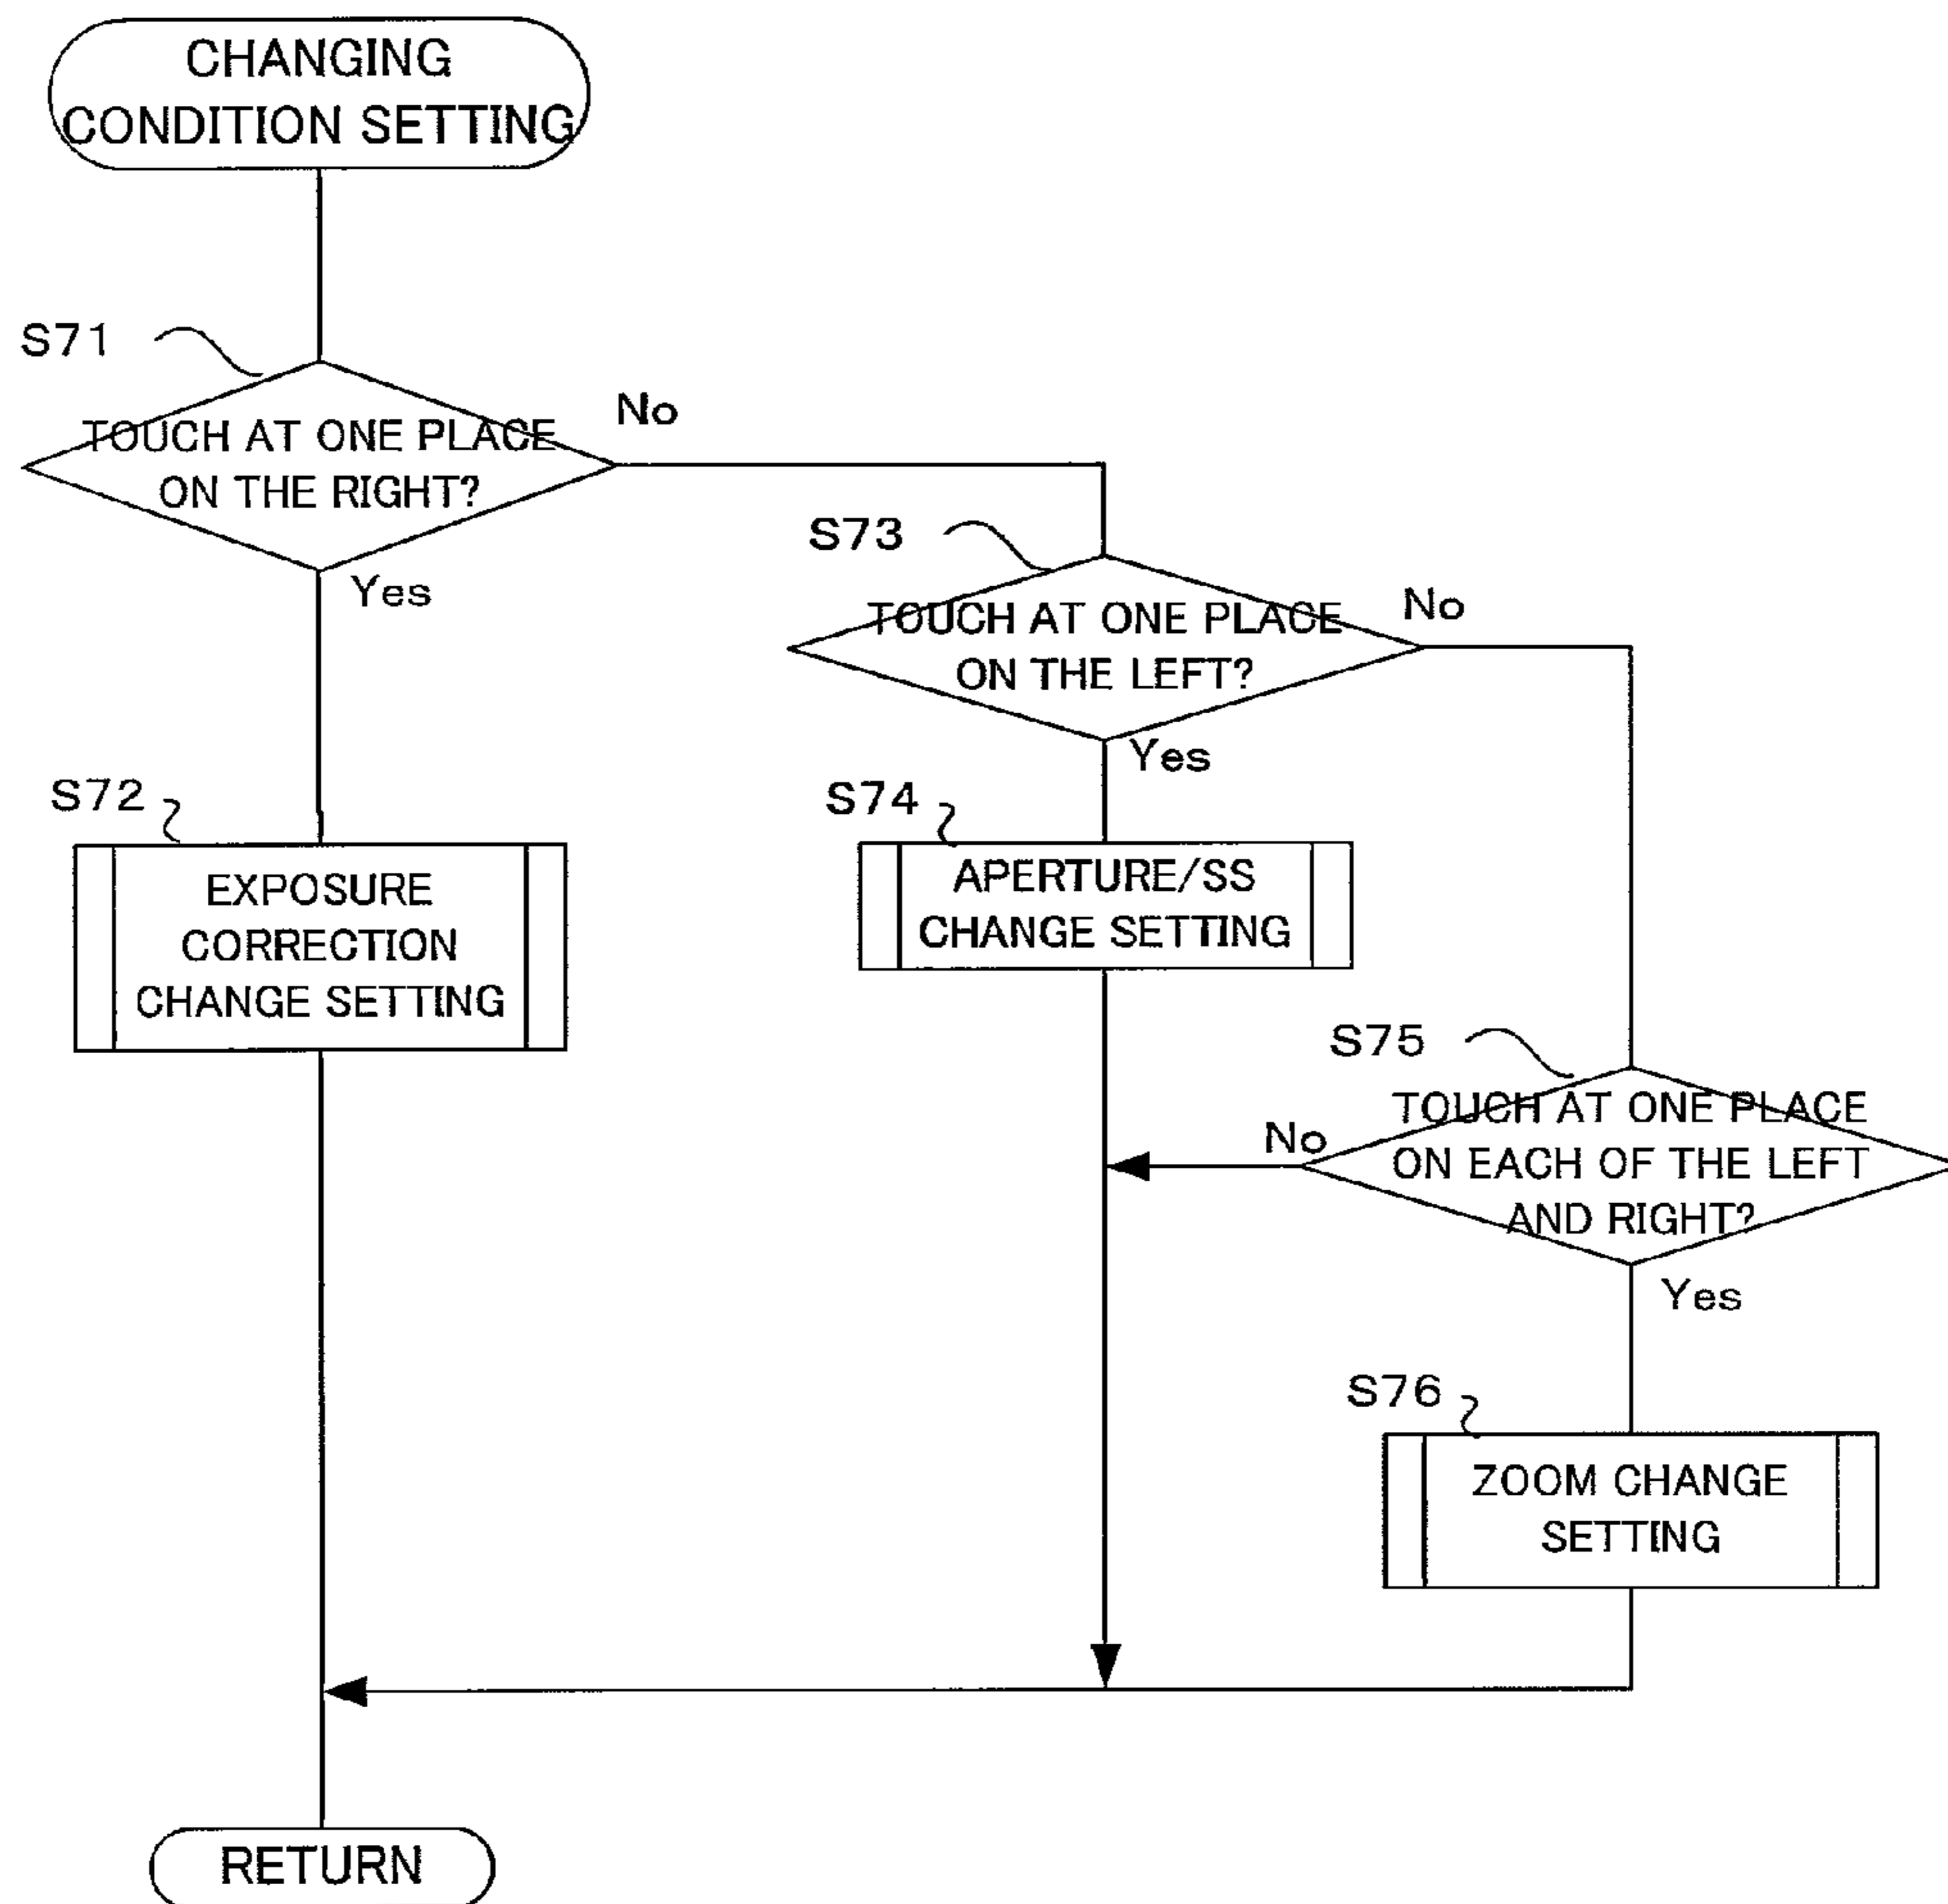 CHANGING
CONDITION SETTING
S71
TOUCH AT ONE PLACE
ON THE RIGHT?
No
Yes
S73
TOUCH AT ONE PLACE
ON THE LEFT?
No
Yes
S72
EXPOSURE
CORRECTION
CHANGE SETTING
S74
APERTURE/SS
CHANGE SETTING
S75
TOUCH AT ONE PLACE
ON EACH OF THE LEFT
AND RIGHT?
No
Yes
S76
ZOOM CHANGE
SETTING
RETURN